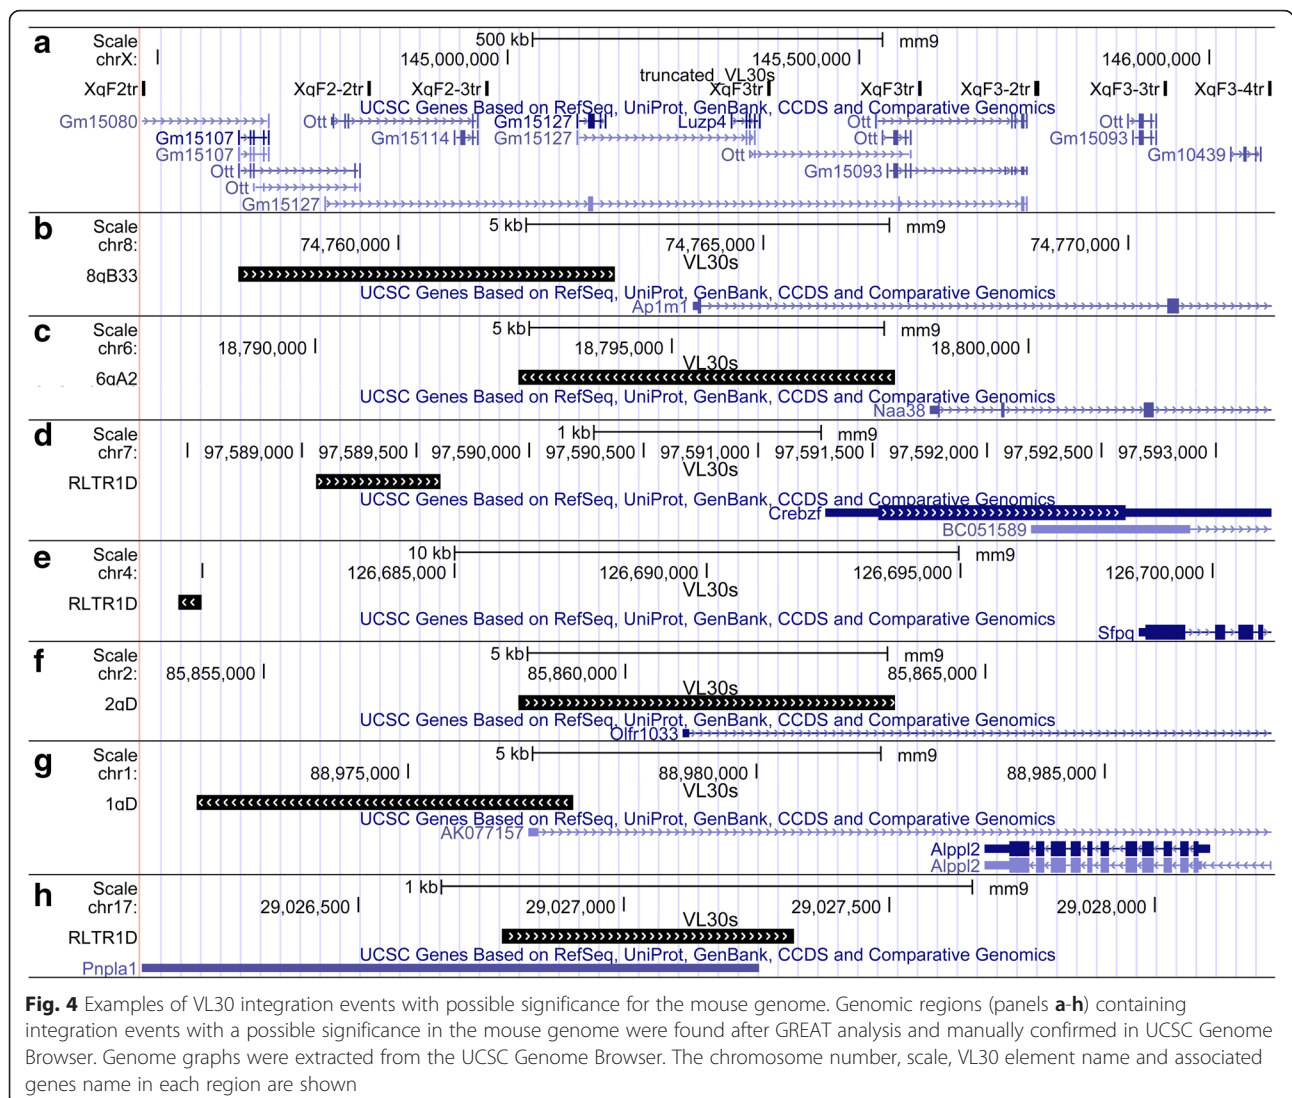 a
Scale 500 kb mm9
chrX: 145,000,000 145,500,000 146,000,000
truncated_VL30s
XqF2tr XqF2-2tr XqF2-3tr XqF3tr XqF3tr XqF3-2tr XqF3-3tr XqF3-4tr
UCSC Genes Based on RefSeq, UniProt, GenBank, CCDS and Comparative Genomics
Gm15080 Ott Gm15127 Luzp4 Ott Ott
Gm15107 Gm15114 Gm15127 Ott Gm15093
Gm15107 Ott Gm10439
Ott Gm15093
Ott
Gm15127
b
Scale 5 kb mm9
chr8: 74,760,000 74,765,000 74,770,000
VL30s
8qB33
UCSC Genes Based on RefSeq, UniProt, GenBank, CCDS and Comparative Genomics
Ap1m1
c
Scale 5 kb mm9
chr6: 18,790,000 18,795,000 18,800,000
VL30s
6qA2
UCSC Genes Based on RefSeq, UniProt, GenBank, CCDS and Comparative Genomics
Naa38
d
Scale 1 kb mm9
chr7: 97,589,000 97,589,500 97,590,000 97,590,500 97,591,000 97,591,500 97,592,000 97,592,500 97,593,000
VL30s
RLTR1D
UCSC Genes Based on RefSeq, UniProt, GenBank, CCDS and Comparative Genomics
Crebzf
BC051589
e
Scale 10 kb mm9
chr4: 126,685,000 126,690,000 126,695,000 126,700,000
VL30s
RLTR1D
UCSC Genes Based on RefSeq, UniProt, GenBank, CCDS and Comparative Genomics
Sfpq
f
Scale 5 kb mm9
chr2: 85,855,000 85,860,000 85,865,000
VL30s
2qD
UCSC Genes Based on RefSeq, UniProt, GenBank, CCDS and Comparative Genomics
Olfr1033
g
Scale 5 kb mm9
chr1: 88,975,000 88,980,000 88,985,000
VL30s
1qD
UCSC Genes Based on RefSeq, UniProt, GenBank, CCDS and Comparative Genomics
AK077157
Alppl2
Alppl2
h
Scale 1 kb mm9
chr17: 29,026,500 29,027,000 29,027,500 29,028,000
VL30s
RLTR1D
UCSC Genes Based on RefSeq, UniProt, GenBank, CCDS and Comparative Genomics
Pnpla1
Fig. 4 Examples of VL30 integration events with possible significance for the mouse genome. Genomic regions (panels a-h) containing
integration events with a possible significance in the mouse genome were found after GREAT analysis and manually confirmed in UCSC Genome
Browser. Genome graphs were extracted from the UCSC Genome Browser. The chromosome number, scale, VL30 element name and associated
genes name in each region are shown